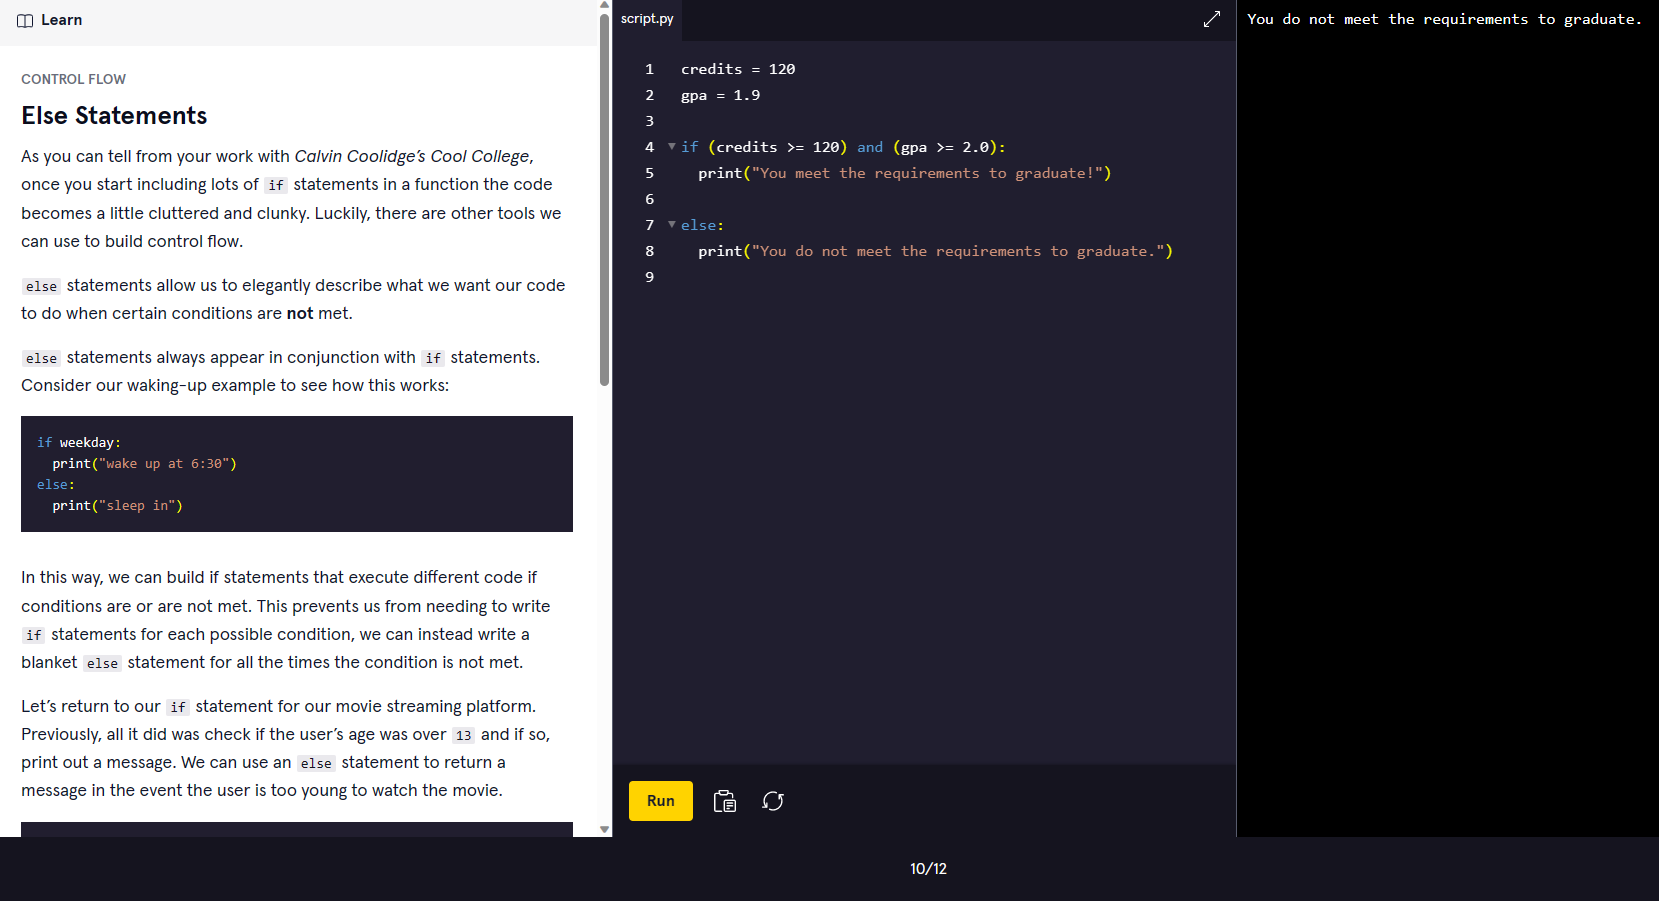 Learn
CONTROL FLOW
Else Statements
As you can tell from your work with Calvin Coolidge’s Cool College,
once you start including lots of if statements in a function the code
becomes a little cluttered and clunky. Luckily, there are other tools we
can use to build control flow.
else statements allow us to elegantly describe what we want our code
to do when certain conditions are not met.
else statements always appear in conjunction with if statements.
Consider our waking-up example to see how this works:
if weekday:
  print("wake up at 6:30")
else:
  print("sleep in")
In this way, we can build if statements that execute different code if
conditions are or are not met. This prevents us from needing to write
if statements for each possible condition, we can instead write a
blanket else statement for all the times the condition is not met.
Let’s return to our if statement for our movie streaming platform.
Previously, all it did was check if the user’s age was over 13 and if so,
print out a message. We can use an else statement to return a
message in the event the user is too young to watch the movie.
script.py
1 credits = 120
2 gpa = 1.9
3
4 if (credits >= 120) and (gpa >= 2.0):
5   print("You meet the requirements to graduate!")
6
7 else:
8   print("You do not meet the requirements to graduate.")
9
Run
You do not meet the requirements to graduate.
10/12